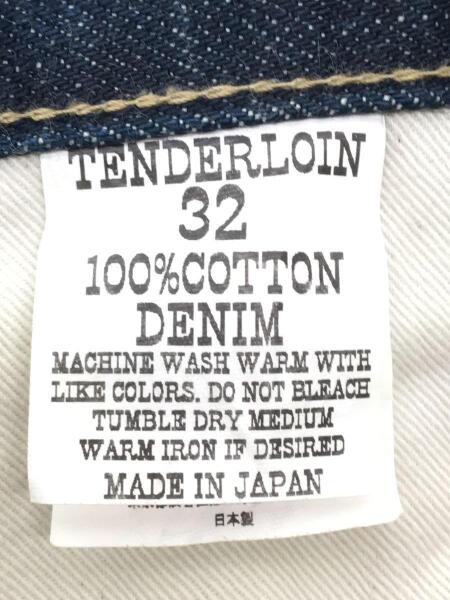 TENDERLOIN
32
100%COTTON
DENIM
MACHINE WASH WARM WITH
LIKE COLORS. DO NOT BLEACH
TUMBLE DRY MEDIUM
WARM IRON IF DESIRED
MADE IN JAPAN
日本製